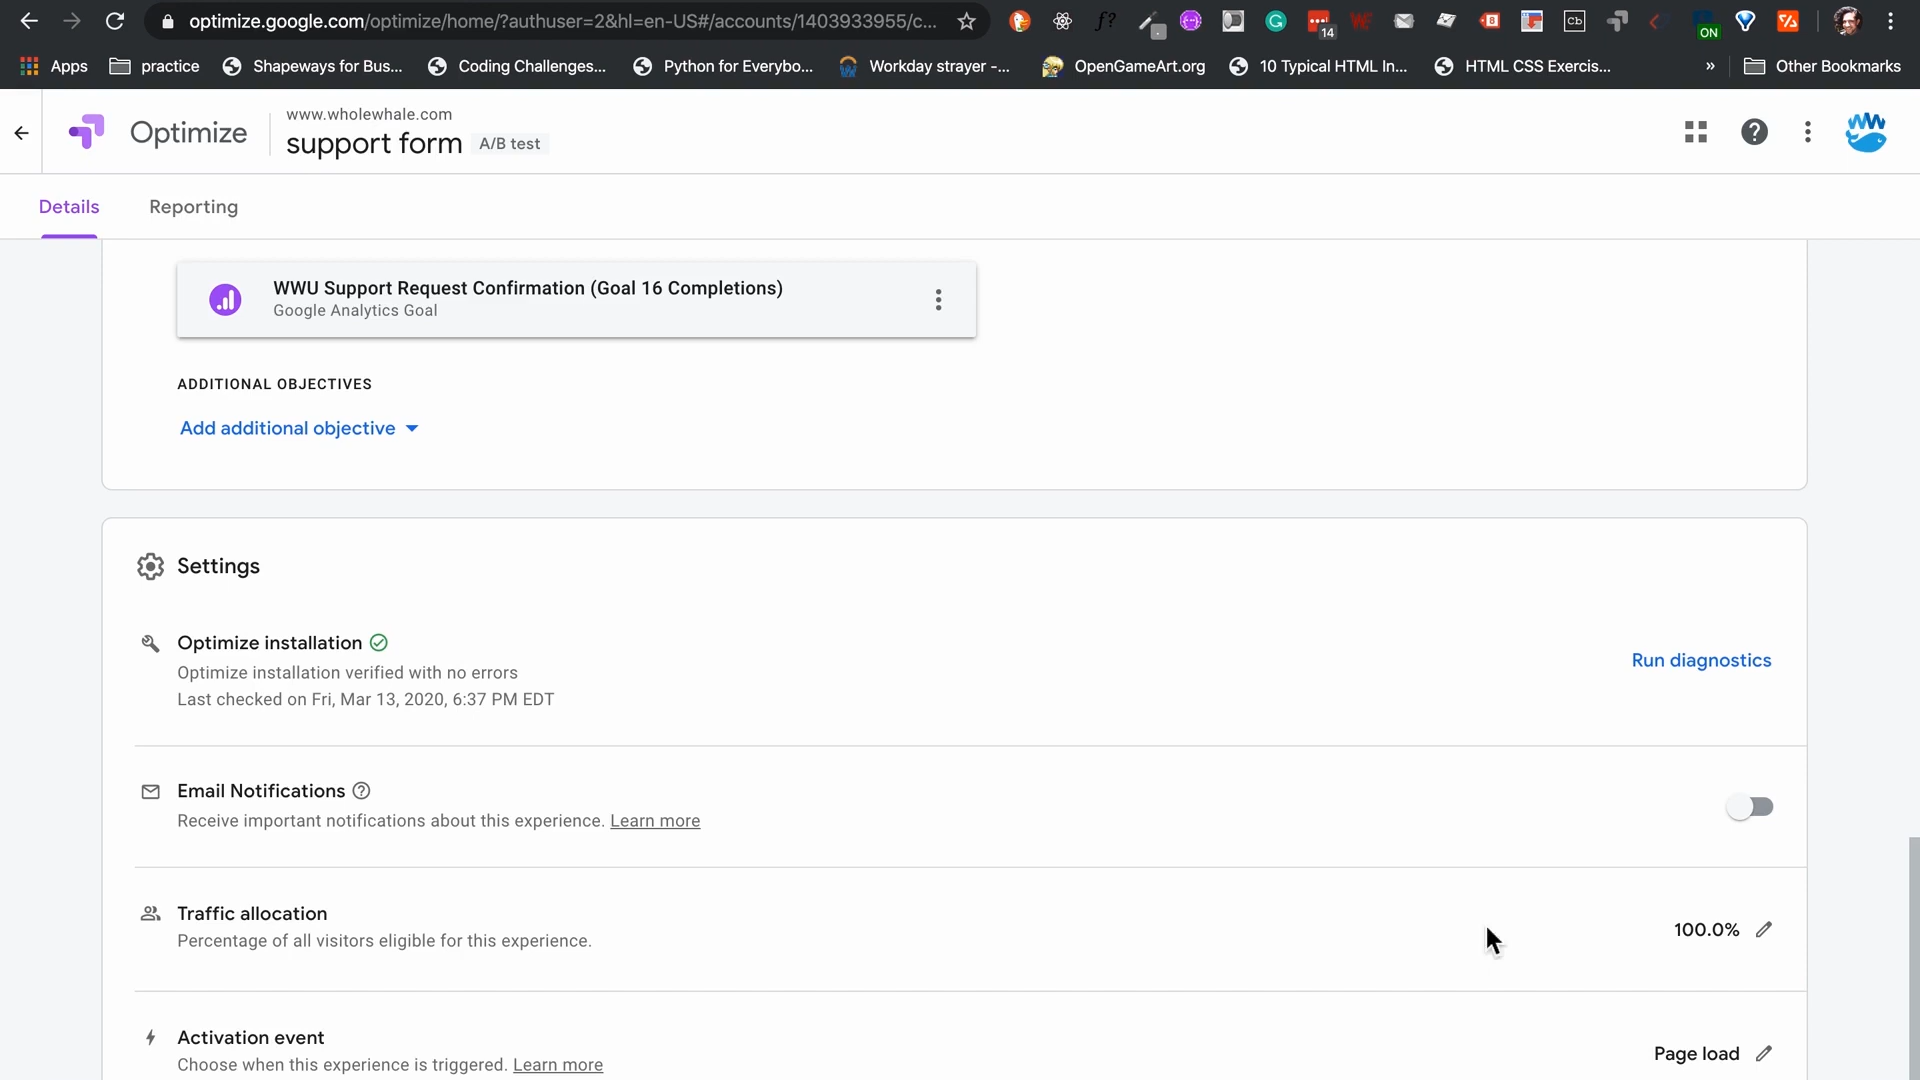 optimize.google.com/optimize/home/?authuser=2&hl=en-US#/accounts/1403933955/c...
14
Cb
ON
Apps
practice
Shapeways for Bus...
Coding Challenges...
Python for Everybo...
Workday strayer -...
OpenGameArt.org
10 Typical HTML In...
HTML CSS Exercis...
»
Other Bookmarks
Optimize
www.wholewhale.com
support form
A/B test
Details
Reporting
WWU Support Request Confirmation (Goal 16 Completions)
Google Analytics Goal
ADDITIONAL OBJECTIVES
Add additional objective
Settings
Optimize installation
Optimize installation verified with no errors
Last checked on Fri, Mar 13, 2020, 6:37 PM EDT
Run diagnostics
Email Notifications
Receive important notifications about this experience. Learn more
Traffic allocation
Percentage of all visitors eligible for this experience.
100.0%
Activation event
Choose when this experience is triggered. Learn more
Page load